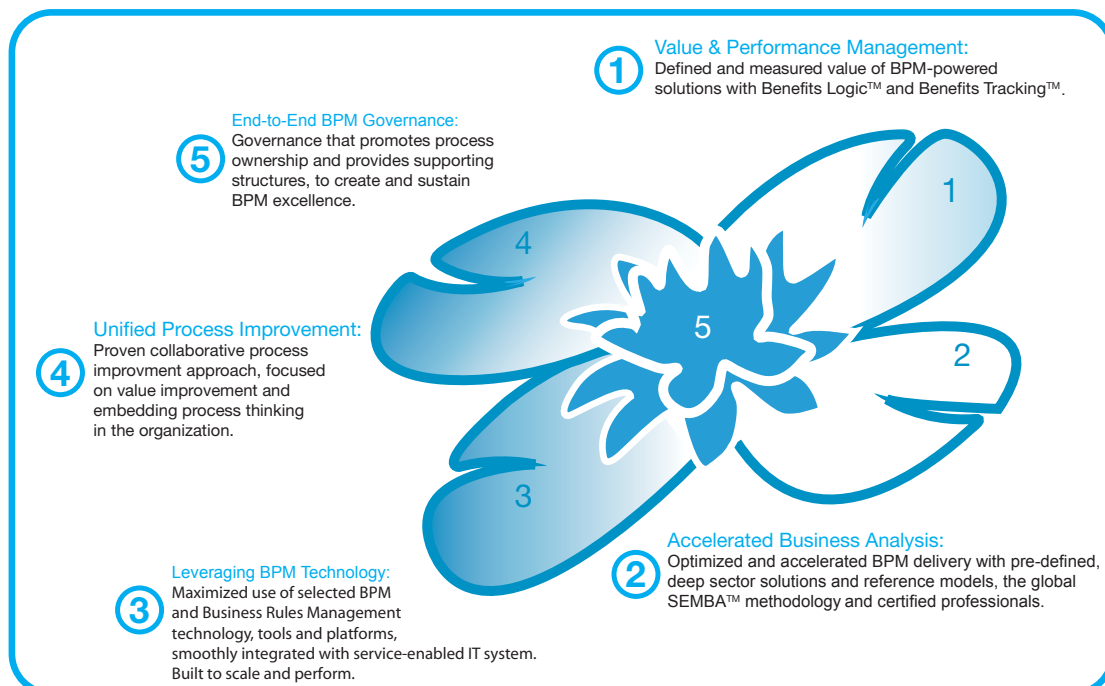 1
Value & Performance Management:
Defined and measured value of BPM-powered
solutions with Benefits Logic™ and Benefits Tracking™.
5
End-to-End BPM Governance:
Governance that promotes process
ownership and provides supporting
structures, to create and sustain
BPM excellence.
1
4
5
2
3
4
Unified Process Improvement:
Proven collaborative process
improvment approach, focused
on value improvement and
embedding process thinking
in the organization.
2
Accelerated Business Analysis:
Optimized and accelerated BPM delivery with pre-defined,
deep sector solutions and reference models, the global
SEMBA™ methodology and certified professionals.
3
Leveraging BPM Technology:
Maximized use of selected BPM
and Business Rules Management
technology, tools and platforms,
smoothly integrated with service-enabled IT system.
Built to scale and perform.